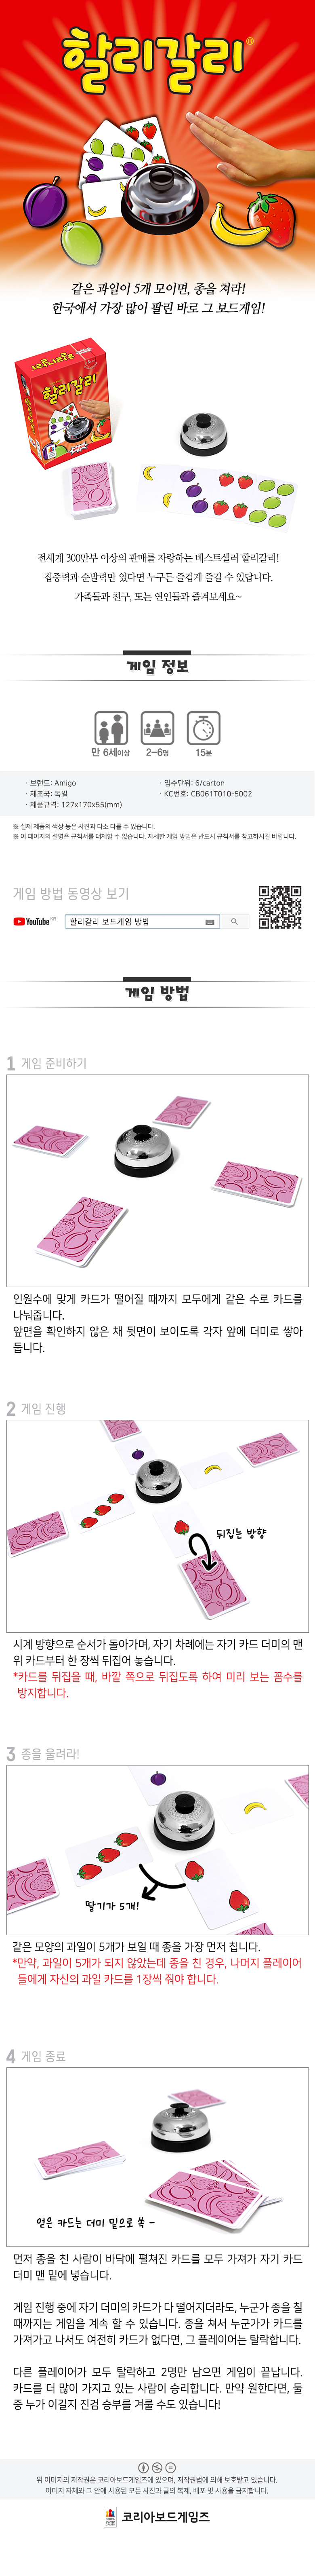 할리갈리
같은 과일이 5개 모이면, 종을 쳐라!
한국에서 가장 많이 팔린 바로 그 보드게임!
할리갈리
전세계 300만부 이상의 판매를 자랑하는 베스트셀러 할리갈리!
집중력과 순발력만 있다면 누구든 즐겁게 즐길 수 있답니다.
가족들과 친구, 또는 연인들과 즐겨보세요~
게임 정보
만 6세이상
2-6명
15분
· 브랜드: Amigo
· 입수단위: 6/carton
· 제조국: 독일
· KC번호: CB061T010-5002
· 제품규격: 127x170x55(mm)
※ 실제 제품의 색상 등은 사진과 다소 다를 수 있습니다.
※ 이 페이지의 설명은 규칙서를 대체할 수 없습니다. 자세한 게임 방법은 반드시 규칙서를 참고하시길 바랍니다.
게임 방법 동영상 보기
YouTube KR
할리갈리 보드게임 방법
게임 방법
1 게임 준비하기
인원수에 맞게 카드가 떨어질 때까지 모두에게 같은 수로 카드를
나눠줍니다.
앞면을 확인하지 않은 채 뒷면이 보이도록 각자 앞에 더미로 쌓아
둡니다.
2 게임 진행
뒤집는 방향
시계 방향으로 순서가 돌아가며, 자기 차례에는 자기 카드 더미의 맨
위 카드부터 한 장씩 뒤집어 놓습니다.
*카드를 뒤집을 때, 바깥 쪽으로 뒤집도록 하여 미리 보는 꼼수를
방지합니다.
3 종을 울려라!
딸기가 5개!
같은 모양의 과일이 5개가 보일 때 종을 가장 먼저 칩니다.
*만약, 과일이 5개가 되지 않았는데 종을 친 경우, 나머지 플레이어
들에게 자신의 과일 카드를 1장씩 줘야 합니다.
4 게임 종료
얻은 카드는 더미 밑으로 쏙 -
먼저 종을 친 사람이 바닥에 펼쳐진 카드를 모두 가져가 자기 카드
더미 맨 밑에 넣습니다.
게임 진행 중에 자기 더미의 카드가 다 떨어지더라도, 누군가 종을 칠
때까지는 게임을 계속 할 수 있습니다. 종을 쳐서 누군가가 카드를
가져가고 나서도 여전히 카드가 없다면, 그 플레이어는 탈락합니다.
다른 플레이어가 모두 탈락하고 2명만 남으면 게임이 끝납니다.
카드를 더 많이 가지고 있는 사람이 승리합니다. 만약 원한다면, 둘
중 누가 이길지 진검 승부를 겨룰 수도 있습니다!
위 이미지의 저작권은 코리아보드게임즈에 있으며, 저작권법에 의해 보호받고 있습니다.
이미지 자체와 그 안에 사용된 모든 사진과 글의 복제, 배포 및 사용을 금지합니다.
코리아보드게임즈